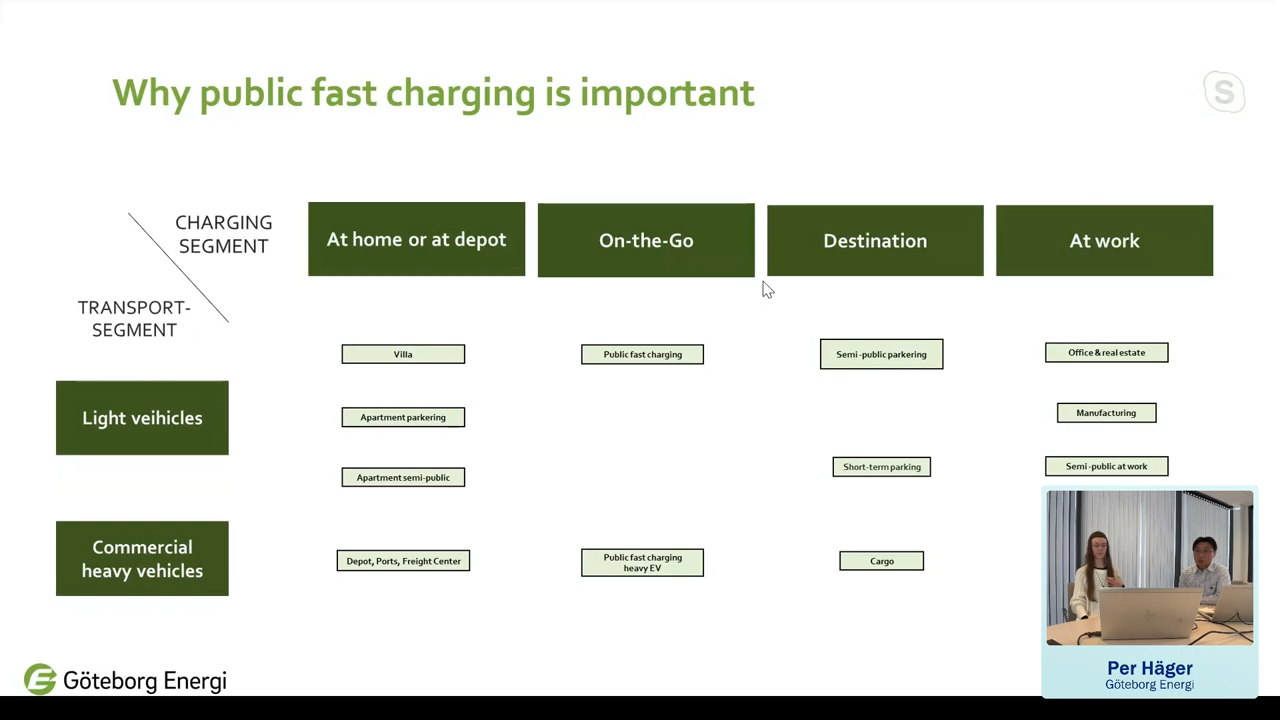 Why public fast charging is important
S
CHARGING
SEGMENT
TRANSPORT-
SEGMENT
At home or at depot
On-the-Go
Destination
At work
Light veihicles
Villa
Public fast charging
Semi-public parkering
Office & real estate
Apartment parkering
Manufacturing
Apartment semi-public
Short-term parking
Semi-public at work
Commercial
heavy vehicles
Depot, Ports, Freight Center
Public fast charging
heavy EV
Cargo
Göteborg Energi
Per Häger
Göteborg Energi